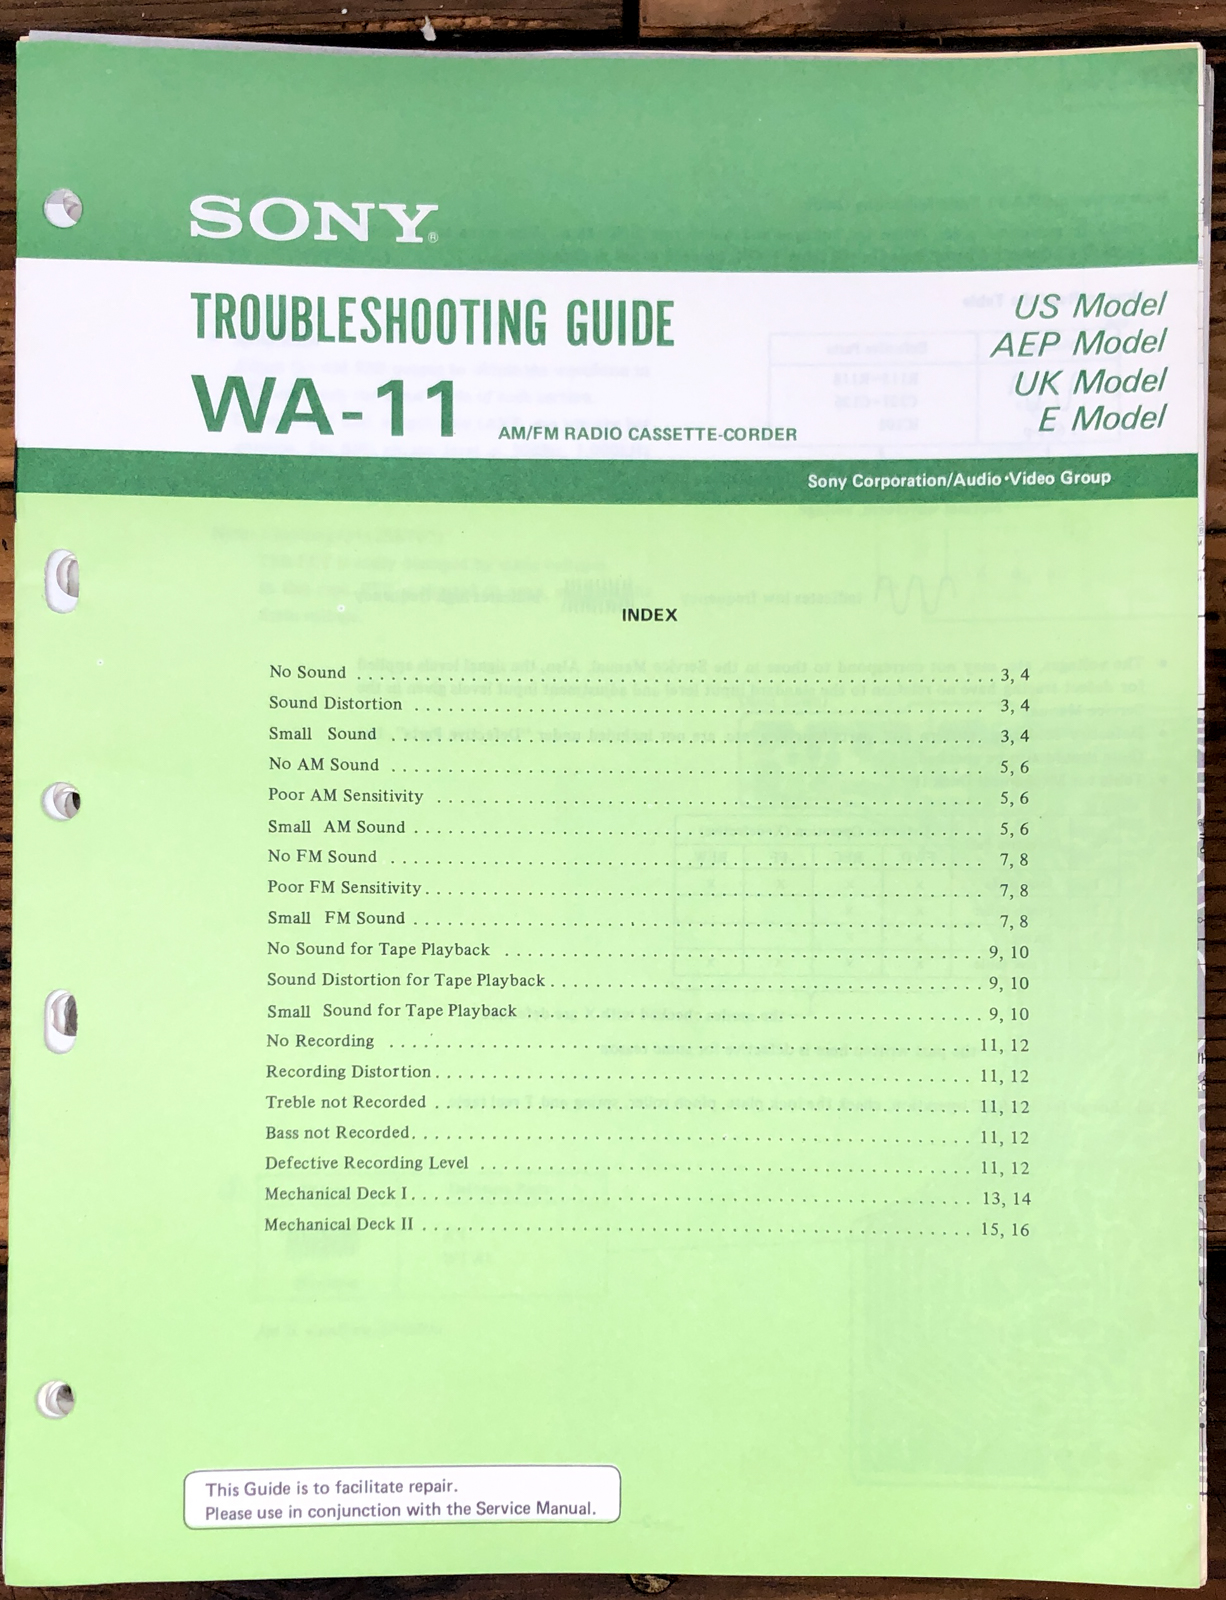 SONY®
TROUBLESHOOTING GUIDE
WA-11 AM/FM RADIO CASSETTE-CORDER
US Model
AEP Model
UK Model
E Model
Sony Corporation/Audio•Video Group
INDEX
No Sound . . . . . . . . . . 3, 4
Sound Distortion . . . . . . . . . . 3, 4
Small Sound . . . . . . . . . . 3, 4
No AM Sound . . . . . . . . . . 5, 6
Poor AM Sensitivity . . . . . . . . . . 5, 6
Small AM Sound . . . . . . . . . . 5, 6
No FM Sound . . . . . . . . . . 7, 8
Poor FM Sensitivity . . . . . . . . . . 7, 8
Small FM Sound . . . . . . . . . . 7, 8
No Sound for Tape Playback . . . . . . . . . . 9, 10
Sound Distortion for Tape Playback . . . . . . . . . . 9, 10
Small Sound for Tape Playback . . . . . . . . . . 9, 10
No Recording . . . . . . . . . . 11, 12
Recording Distortion . . . . . . . . . . 11, 12
Treble not Recorded . . . . . . . . . . 11, 12
Bass not Recorded . . . . . . . . . . 11, 12
Defective Recording Level . . . . . . . . . . 11, 12
Mechanical Deck I . . . . . . . . . . 13, 14
Mechanical Deck II . . . . . . . . . . 15, 16
This Guide is to facilitate repair.
Please use in conjunction with the Service Manual.